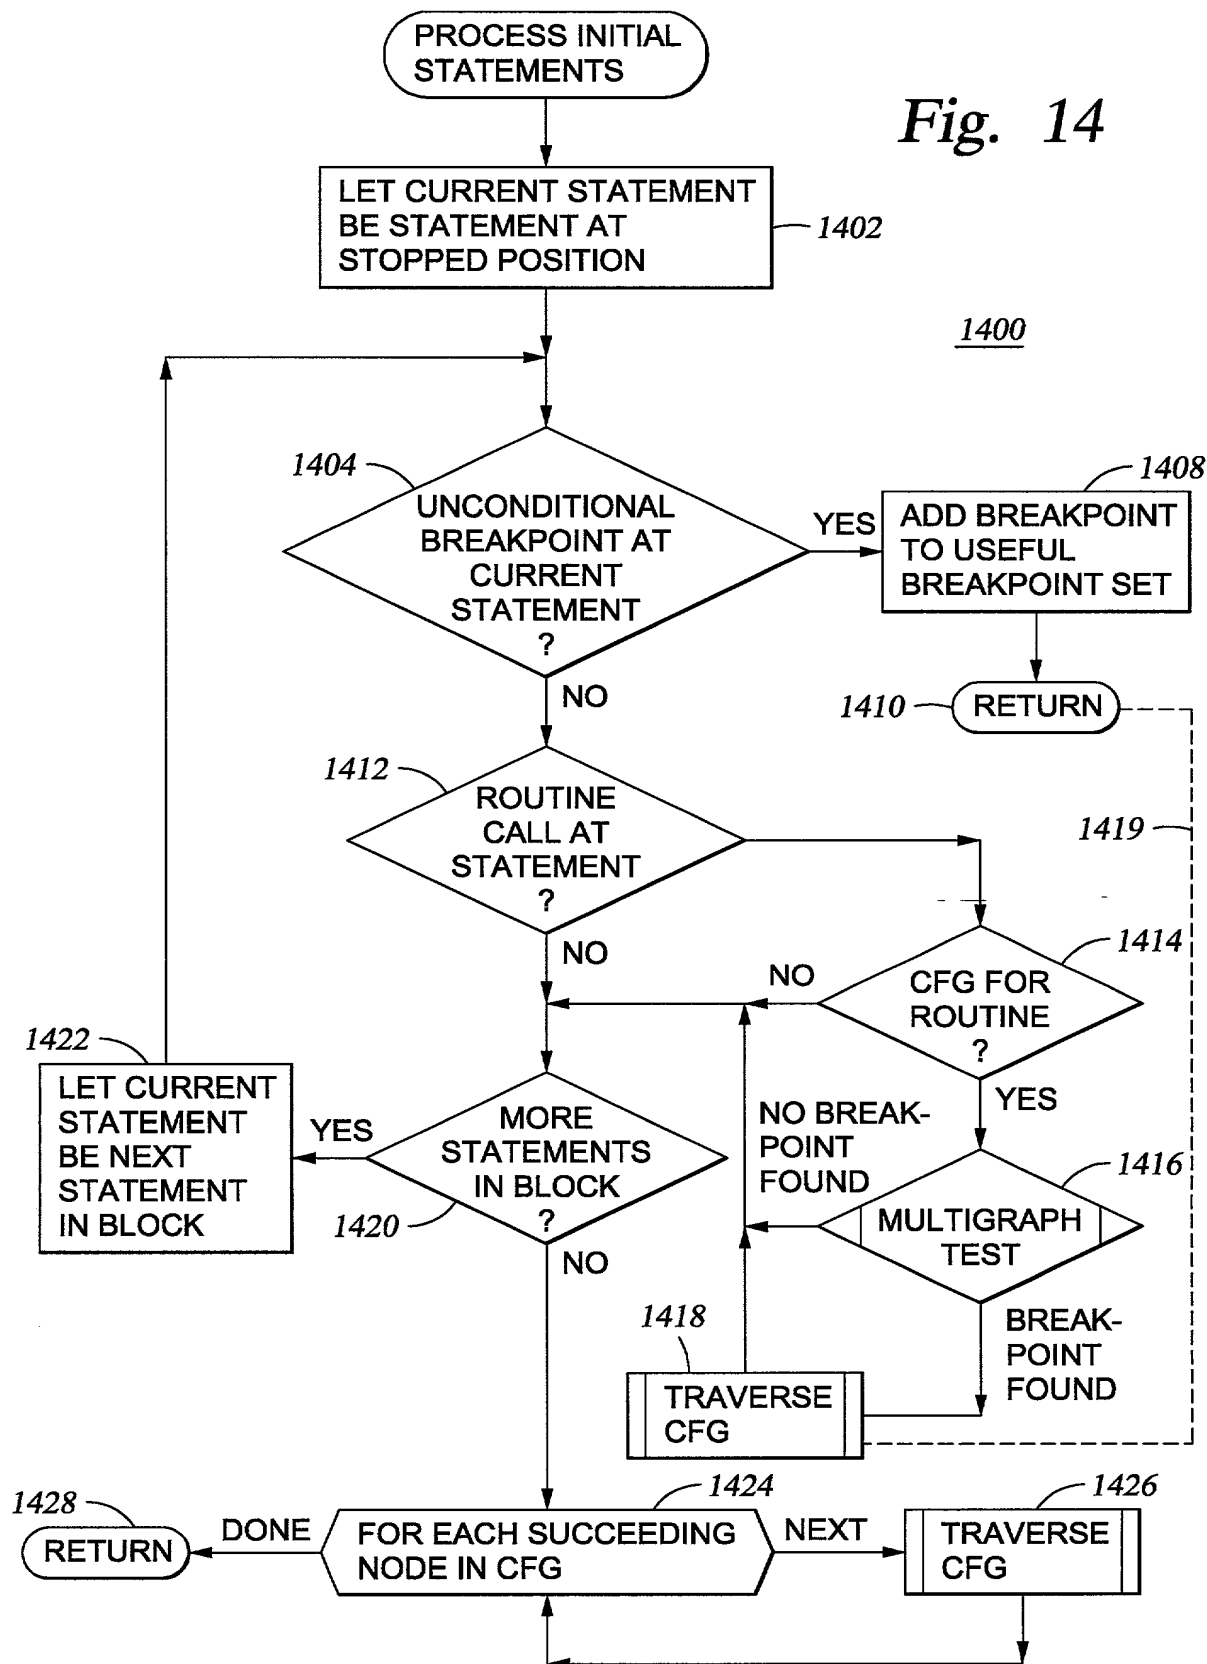 PROCESS INITIAL
STATEMENTS
Fig. 14
LET CURRENT STATEMENT
BE STATEMENT AT
STOPPED POSITION
1402
1400
1404
UNCONDITIONAL
BREAKPOINT AT
CURRENT
STATEMENT
?
YES
1408
ADD BREAKPOINT
TO USEFUL
BREAKPOINT SET
NO
1410
RETURN
1412
ROUTINE
CALL AT
STATEMENT
?
1419
NO
1414
CFG FOR
ROUTINE
?
NO
YES
1422
LET CURRENT
STATEMENT
BE NEXT
STATEMENT
IN BLOCK
YES
MORE
STATEMENTS
IN BLOCK
?
1420
NO
NO BREAK-
POINT
FOUND
1416
MULTIGRAPH
TEST
BREAK-
POINT
FOUND
1418
TRAVERSE
CFG
1428
RETURN
DONE
1424
FOR EACH SUCCEEDING
NODE IN CFG
NEXT
1426
TRAVERSE
CFG